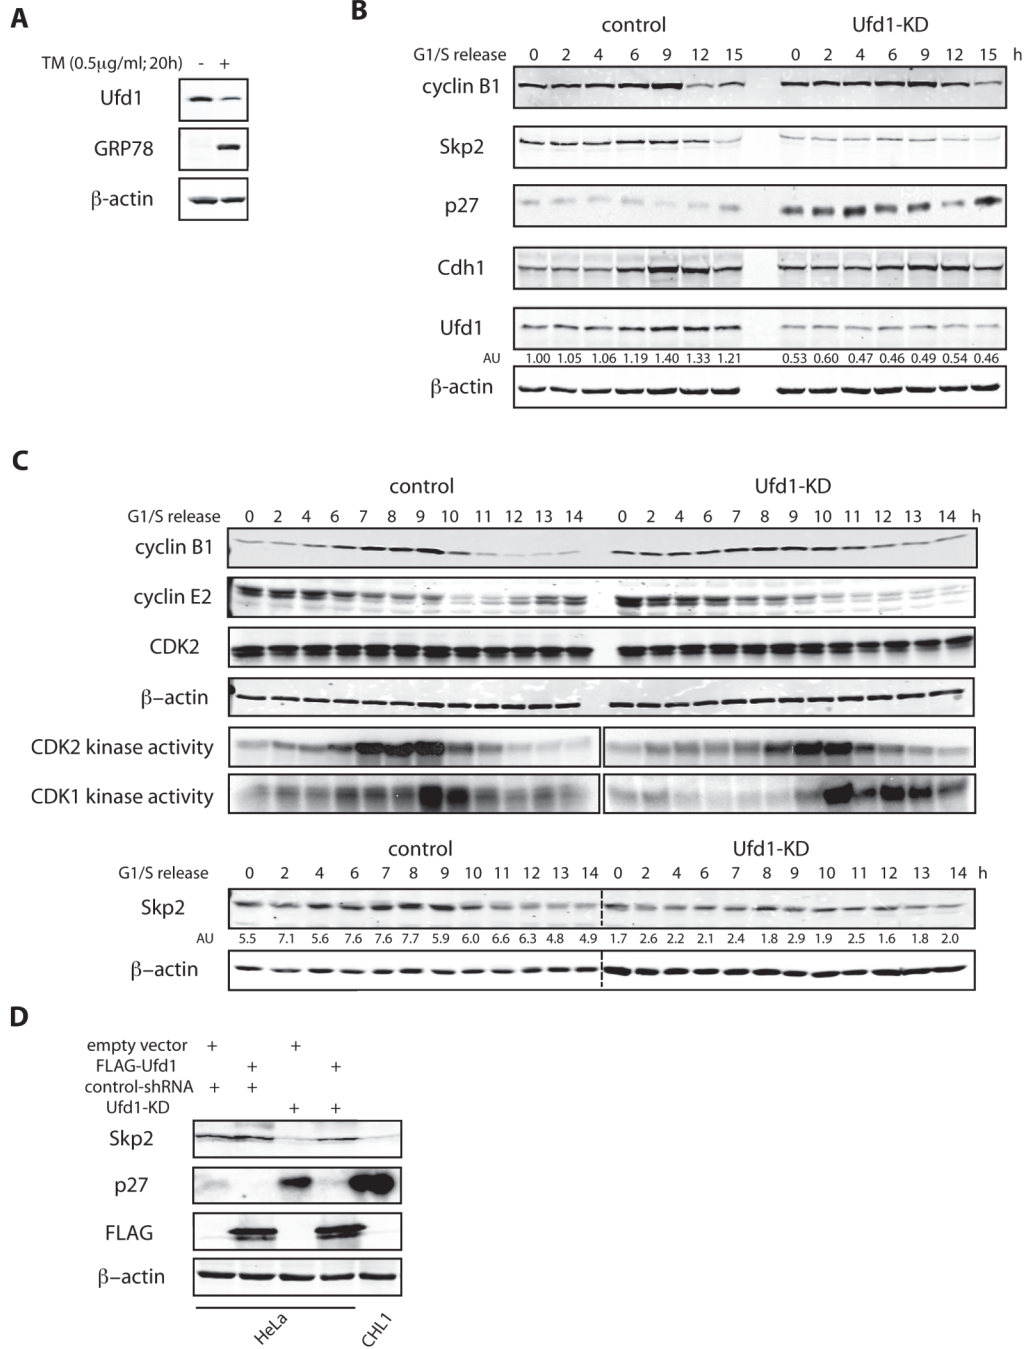 A
TM (0.5μg/ml; 20h) - +
Ufd1
GRP78
β-actin
B
control Ufd1-KD
G1/S release 0 2 4 6 9 12 15 0 2 4 6 9 12 15 h
cyclin B1
Skp2
p27
Cdh1
Ufd1
AU 1.00 1.05 1.06 1.19 1.40 1.33 1.21 0.53 0.60 0.47 0.46 0.49 0.54 0.46
β-actin
C
control Ufd1-KD
G1/S release 0 2 4 6 7 8 9 10 11 12 13 14 0 2 4 6 7 8 9 10 11 12 13 14 h
cyclin B1
cyclin E2
CDK2
β–actin
CDK2 kinase activity
CDK1 kinase activity
control Ufd1-KD
G1/S release 0 2 4 6 7 8 9 10 11 12 13 14 0 2 4 6 7 8 9 10 11 12 13 14 h
Skp2
AU 5.5 7.1 5.6 7.6 7.6 7.7 5.9 6.0 6.6 6.3 4.8 4.9 1.7 2.6 2.2 2.1 2.4 1.8 2.9 1.9 2.5 1.6 1.8 2.0
β–actin
D
empty vector + +
FLAG-Ufd1 + +
control-shRNA + +
Ufd1-KD + +
Skp2
p27
FLAG
β–actin
HeLa CHL1